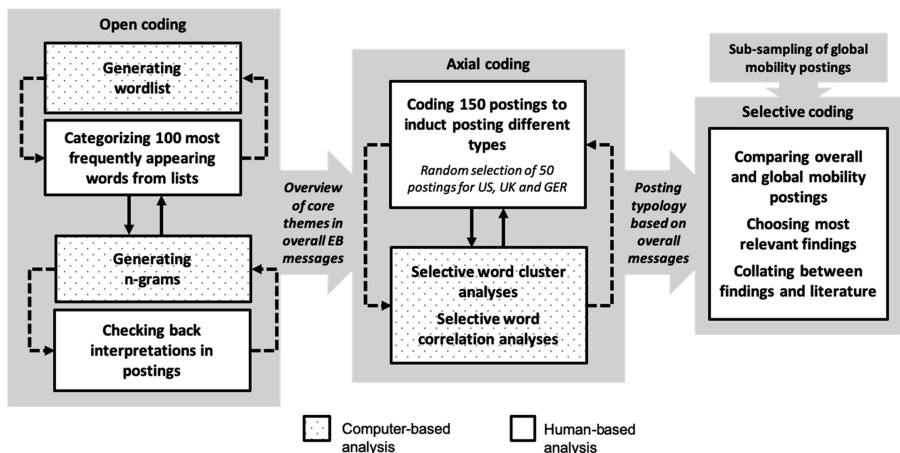 Open coding
Generating
wordlist
Categorizing 100 most
frequently appearing
words from lists
Generating
n-grams
Checking back
interpretations in
postings
Overview
of core
themes in
overall EB
messages
Axial coding
Coding 150 postings to
induct posting different
types
Random selection of 50
postings for US, UK and GER
Selective word cluster
analyses
Selective word
correlation analyses
Posting
typology
based on
overall
messages
Sub-sampling of global
mobility postings
Selective coding
Comparing overall
and global mobility
postings
Choosing most
relevant findings
Collating between
findings and literature
Computer-based
analysis
Human-based
analysis